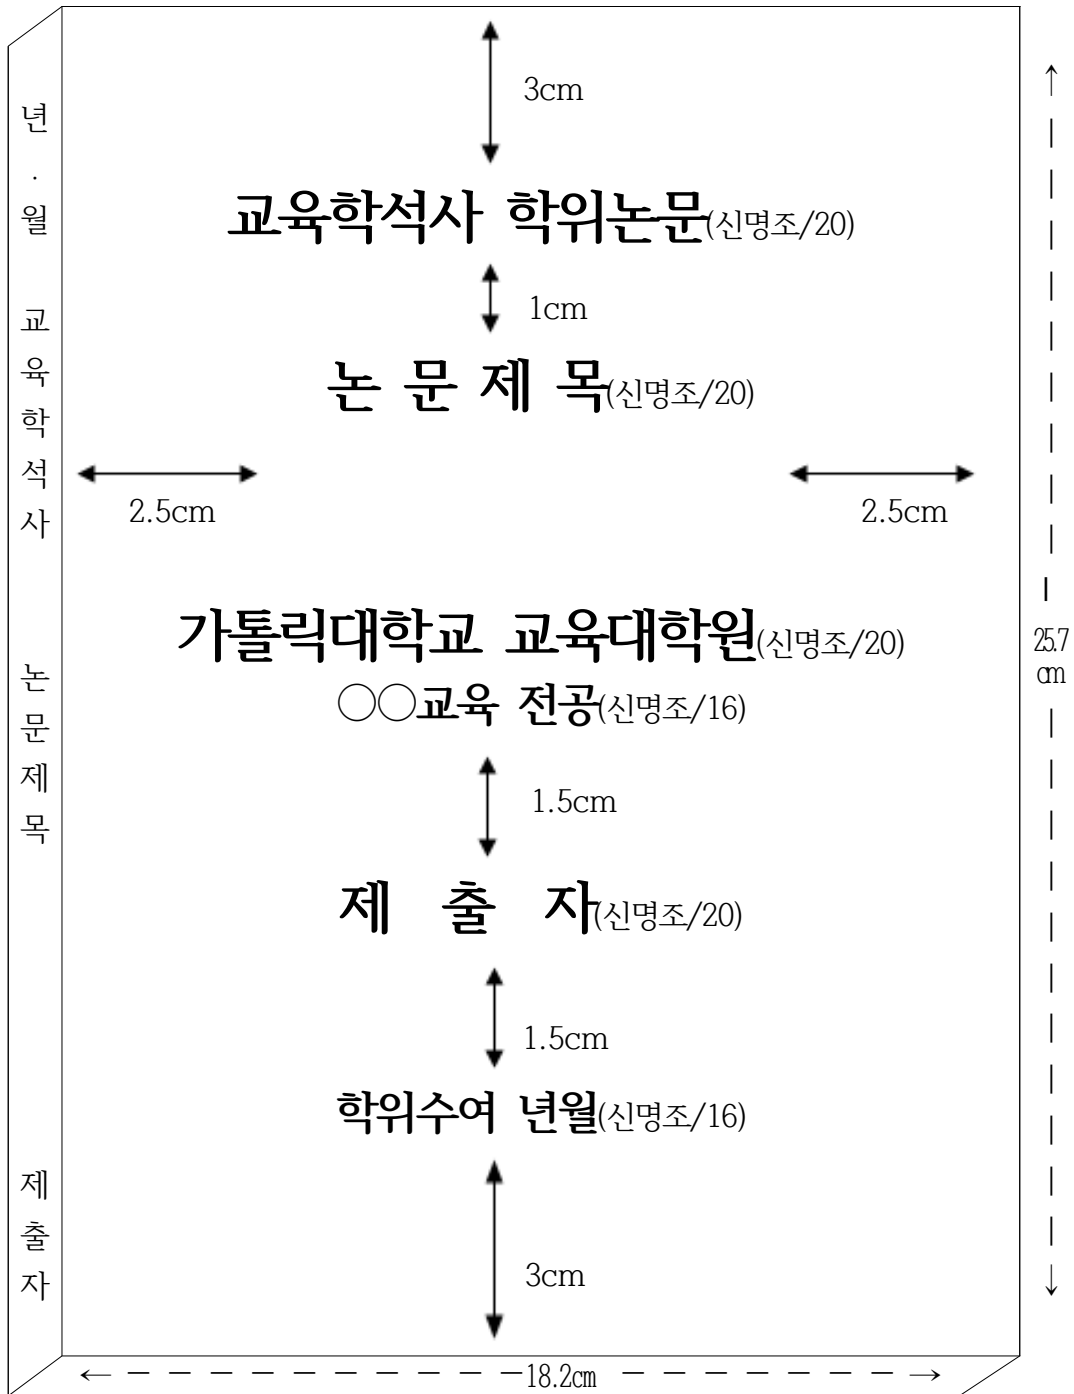 년·월 교육학석사 논문제목 제출자
3cm
교육학석사 학위논문(신명조/20)
1cm
논 문 제 목(신명조/20)
2.5cm 2.5cm
가톨릭대학교 교육대학원(신명조/20)
○○교육 전공(신명조/16)
1.5cm
제 출 자(신명조/20)
1.5cm
학위수여 년월(신명조/16)
3cm
18.2㎝
25.7
㎝